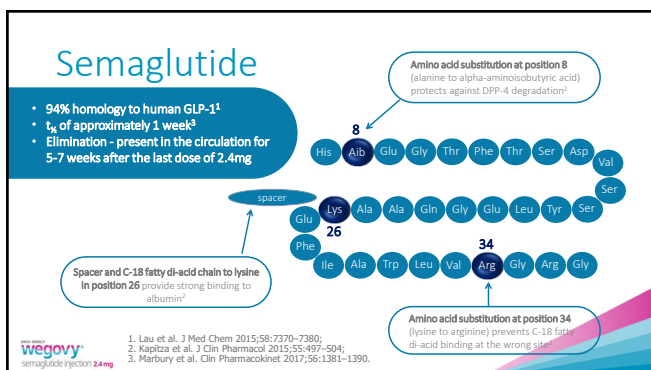 Semaglutide
• 94% homology to human GLP-1¹
• t½ of approximately 1 week³
• Elimination - present in the circulation for
5-7 weeks after the last dose of 2.4mg
Amino acid substitution at position 8
(alanine to alpha-aminoisobutyric acid)
protects against DPP-4 degradation²
8
His Aib Glu Gly Thr Phe Thr Ser Asp
Val
Ser
spacer
Glu Lys Ala Ala Gln Gly Glu Leu Tyr Ser
26
34
Phe
Ile Ala Trp Leu Val Arg Gly Arg Gly
Spacer and C-18 fatty di-acid chain to lysine
in position 26 provide strong binding to
albumin²
Amino acid substitution at position 34
(lysine to arginine) prevents C-18 fatty
di-acid binding at the wrong site²
wegovy®
semaglutide injection 2.4 mg
1. Lau et al. J Med Chem 2015;58:7370–7380;
2. Kapitza et al. J Clin Pharmacol 2015;55:497–504;
3. Marbury et al. Clin Pharmacokinet 2017;56:1381–1390.